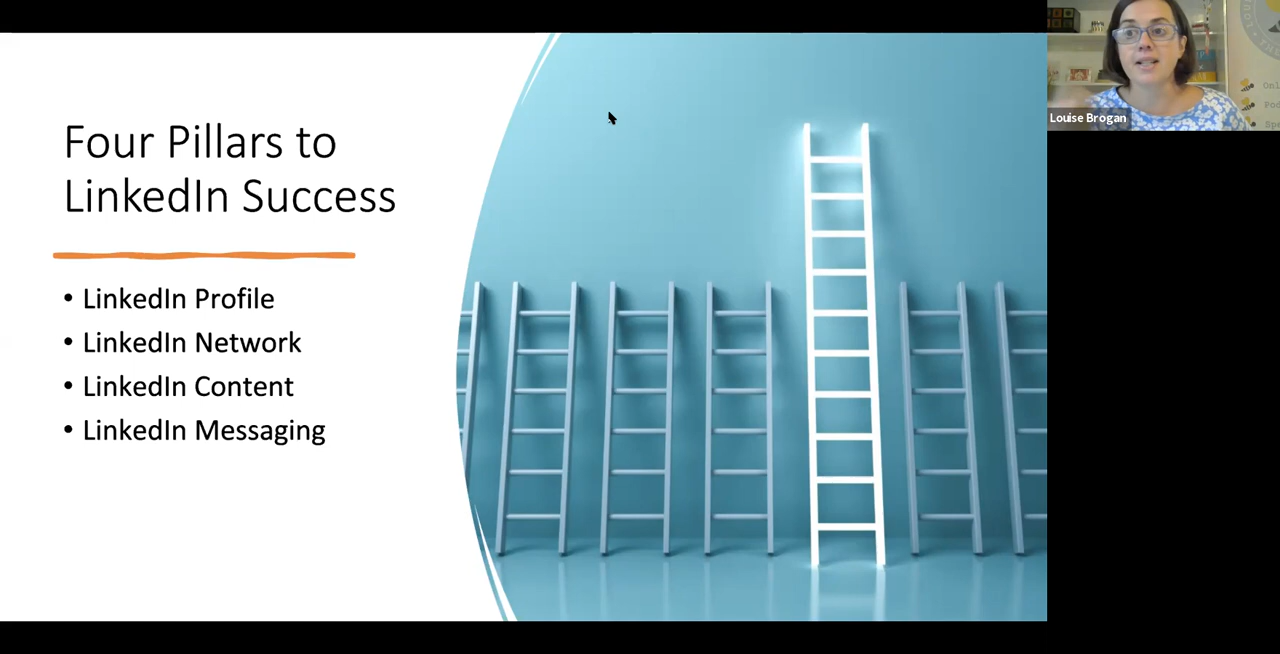 Four Pillars to
LinkedIn Success
• LinkedIn Profile
• LinkedIn Network
• LinkedIn Content
• LinkedIn Messaging
Louise Brogan